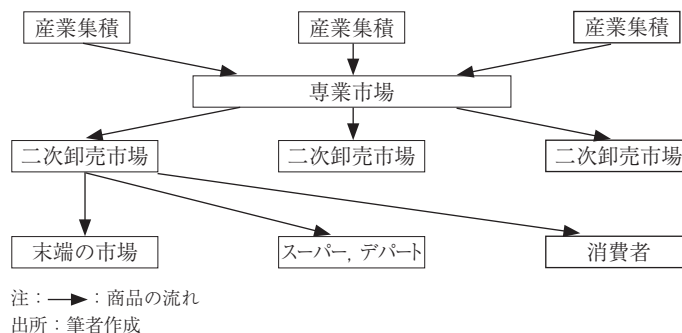 産業集積 産業集積 産業集積
専業市場
二次卸売市場 二次卸売市場 二次卸売市場
末端の市場 スーパー, デパート 消費者
注：→：商品の流れ
出所：筆者作成